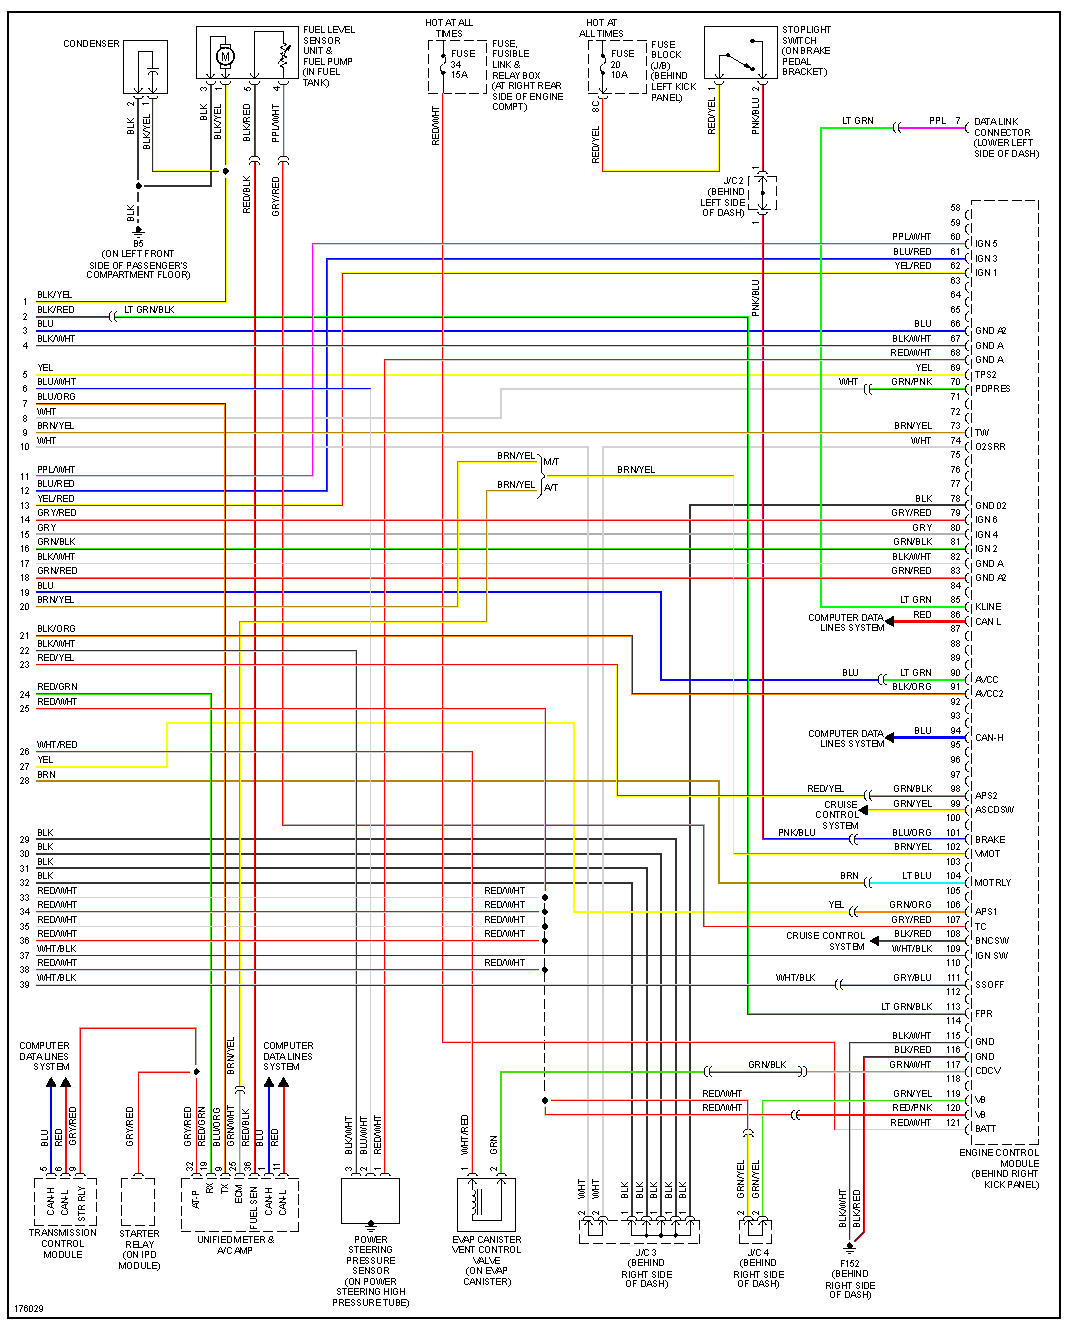 CONDENSER
M
FUEL LEVEL
SENSOR
UNIT &
FUEL PUMP
(IN FUEL
TANK)
HOT AT ALL
TIMES
FUSE
34
15A
FUSE,
FUSIBLE
LINK &
RELAY BOX
(AT RIGHT REAR
SIDE OF ENGINE
COMPT)
HOT AT
ALL TIMES
FUSE
20
10A
FUSE
BLOCK
(J/B)
(BEHIND
LEFT KICK
PANEL)
STOPLIGHT
SWITCH
(ON BRAKE
PEDAL
BRACKET)
2
1
3
1
5
4
8C
1
2
BLK
BLK/YEL
BLK
BLK/YEL
BLK/RED
PPL/WHT
RED/WHT
RED/YEL
RED/YEL
PNK/BLU
LT GRN
PPL 7
DATA LINK
CONNECTOR
(LOWER LEFT
SIDE OF DASH)
BLK
RED/BLK
GRY/RED
1
J/C 2
(BEHIND
LEFT SIDE
OF DASH)
1
PNK/BLU
B5
(ON LEFT FRONT
SIDE OF PASSENGER'S
COMPARTMENT FLOOR)
1 BLK/YEL
2 BLK/RED
LT GRN/BLK
3 BLU
4 BLK/WHT
5 YEL
6 BLU/WHT
7 BLU/ORG
8 WHT
9 BRN/YEL
10 WHT
11 PPL/WHT
12 BLU/RED
13 YEL/RED
14 GRY/RED
15 GRY
16 GRN/BLK
17 BLK/WHT
18 GRN/RED
19 BLU
20 BRN/YEL
21 BLK/ORG
22 BLK/WHT
23 RED/YEL
24 RED/GRN
25 RED/WHT
26 WHT/RED
27 YEL
28 BRN
29 BLK
30 BLK
31 BLK
32 BLK
33 RED/WHT
34 RED/WHT
35 RED/WHT
36 RED/WHT
37 WHT/BLK
38 RED/WHT
39 WHT/BLK
BRN/YEL
M/T
BRN/YEL
A/T
BRN/YEL
RED/WHT
RED/WHT
RED/WHT
RED/WHT
RED/WHT
58
59
PPL/WHT 60 IGN 5
BLU/RED 61 IGN 3
YEL/RED 62 IGN 1
63
64
65
BLU 66 GND A2
BLK/WHT 67 GND A
RED/WHT 68 GND A
YEL 69 TPS2
WHT GRN/PNK 70 PDPRES
71
72
BRN/YEL 73 TW
WHT 74 O2SRR
75
76
77
BLK 78 GND O2
GRY/RED 79 IGN 6
GRY 80 IGN 4
GRN/BLK 81 IGN 2
BLK/WHT 82 GND A
GRN/RED 83 GND A2
84
LT GRN 85 KLINE
COMPUTER DATA
LINES SYSTEM
RED 86 CAN L
87
88
89
BLU LT GRN 90 AVCC
BLK/ORG 91 AVCC2
92
93
COMPUTER DATA
LINES SYSTEM
BLU 94 CAN-H
95
96
97
RED/YEL GRN/BLK 98 APS2
CRUISE
CONTROL
SYSTEM
GRN/YEL 99 ASCDSW
100
PNK/BLU BLU/ORG 101 BRAKE
BRN/YEL 102 VMOT
103
BRN LT BLU 104 MOTRLY
105
YEL GRN/ORG 106 APS1
GRY/RED 107 TC
CRUISE CONTROL
SYSTEM
BLK/RED 108 BNCSW
WHT/BLK 109 IGN SW
110
WHT/BLK GRY/BLU 111 SSOFF
112
LT GRN/BLK 113 FPR
114
BLK/WHT 115 GND
BLK/RED 116 GND
GRN/BLK GRN/WHT 117 CDCV
118
RED/WHT GRN/YEL 119 VB
RED/WHT RED/PNK 120 VB
RED/WHT 121 BATT
ENGINE CONTROL
MODULE
(BEHIND RIGHT
KICK PANEL)
COMPUTER
DATA LINES
SYSTEM
BLU
RED
GRY/RED
5
6
9
CAN-H
CAN-L
STR RLY
TRANSMISSION
CONTROL
MODULE
GRY/RED
STARTER
RELAY
(ON IPD
MODULE)
BRN/YEL
COMPUTER
DATA LINES
SYSTEM
GRY/RED
RED/GRN
BLU/ORG
GRN/WHT
RED/BLK
BLU
RED
32
19
9
25
36
1
11
AT-P
RX
TX
ECM
FUEL SEN
CAN-H
CAN-L
UNIFIED METER &
A/C AMP
BLK/WHT
BLU/WHT
RED/WHT
3
2
1
POWER
STEERING
PRESSURE
SENSOR
(ON POWER
STEERING HIGH
PRESSURE TUBE)
WHT/RED
GRN
1
2
EVAP CANISTER
VENT CONTROL
VALVE
(ON EVAP
CANISTER)
WHT
WHT
BLK
BLK
BLK
BLK
BLK
2
2
1
1
1
1
1
J/C 3
(BEHIND
RIGHT SIDE
OF DASH)
GRN/YEL
GRN/YEL
2
2
J/C 4
(BEHIND
RIGHT SIDE
OF DASH)
BLK/WHT
BLK/RED
F152
(BEHIND
RIGHT SIDE
OF DASH)
176029